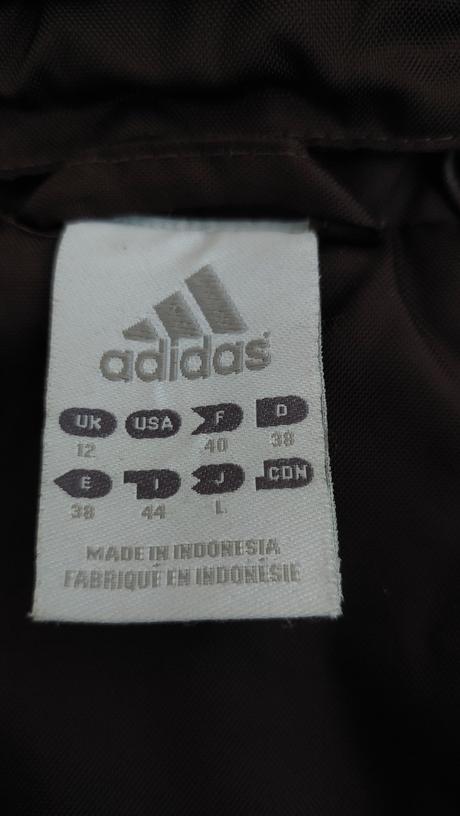 adidas
UK USA F D
12 40 38
E I J CDN
38 44 L
MADE IN INDONESIA
FABRIQUÉ EN INDONÉSIE